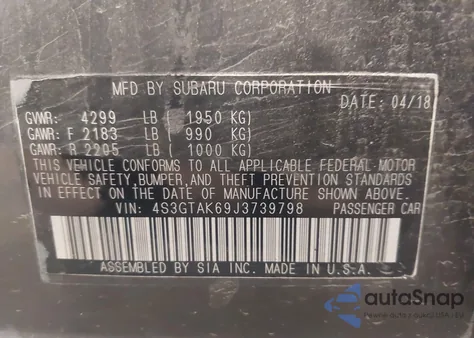 MFD BY SUBARU CORPORATION
DATE: 04/18
GVWR: 4299 LB ( 1950 KG)
GAWR: F 2183 LB ( 990 KG)
GAWR: R 2205 LB ( 1000 KG)
THIS VEHICLE CONFORMS TO ALL APPLICABLE FEDERAL MOTOR
VEHICLE SAFETY, BUMPER, AND THEFT PREVENTION STANDARDS
IN EFFECT ON THE DATE OF MANUFACTURE SHOWN ABOVE.
VIN: 4S3GTAK69J3739798 PASSENGER CAR
ASSEMBLED BY SIA INC. MADE IN U.S.A.
autoSnap